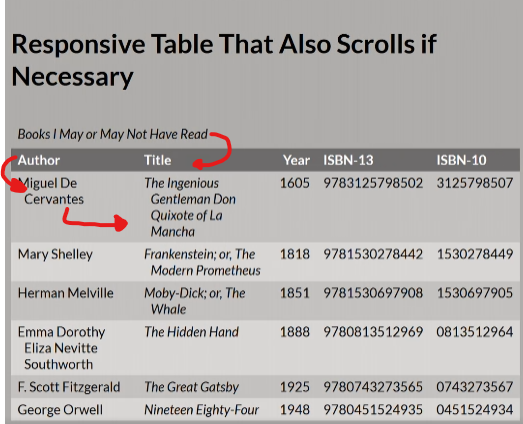 Responsive Table That Also Scrolls if
Necessary
Books I May or May Not Have Read
Author Title Year ISBN-13 ISBN-10
Miguel De Cervantes The Ingenious Gentleman Don Quixote of La Mancha 1605 9783125798502 3125798507
Mary Shelley Frankenstein; or, The Modern Prometheus 1818 9781530278442 1530278449
Herman Melville Moby-Dick; or, The Whale 1851 9781530697908 1530697905
Emma Dorothy Eliza Nevitte Southworth The Hidden Hand 1888 9780813512969 0813512964
F. Scott Fitzgerald The Great Gatsby 1925 9780743273565 0743273567
George Orwell Nineteen Eighty-Four 1948 9780451524935 0451524934